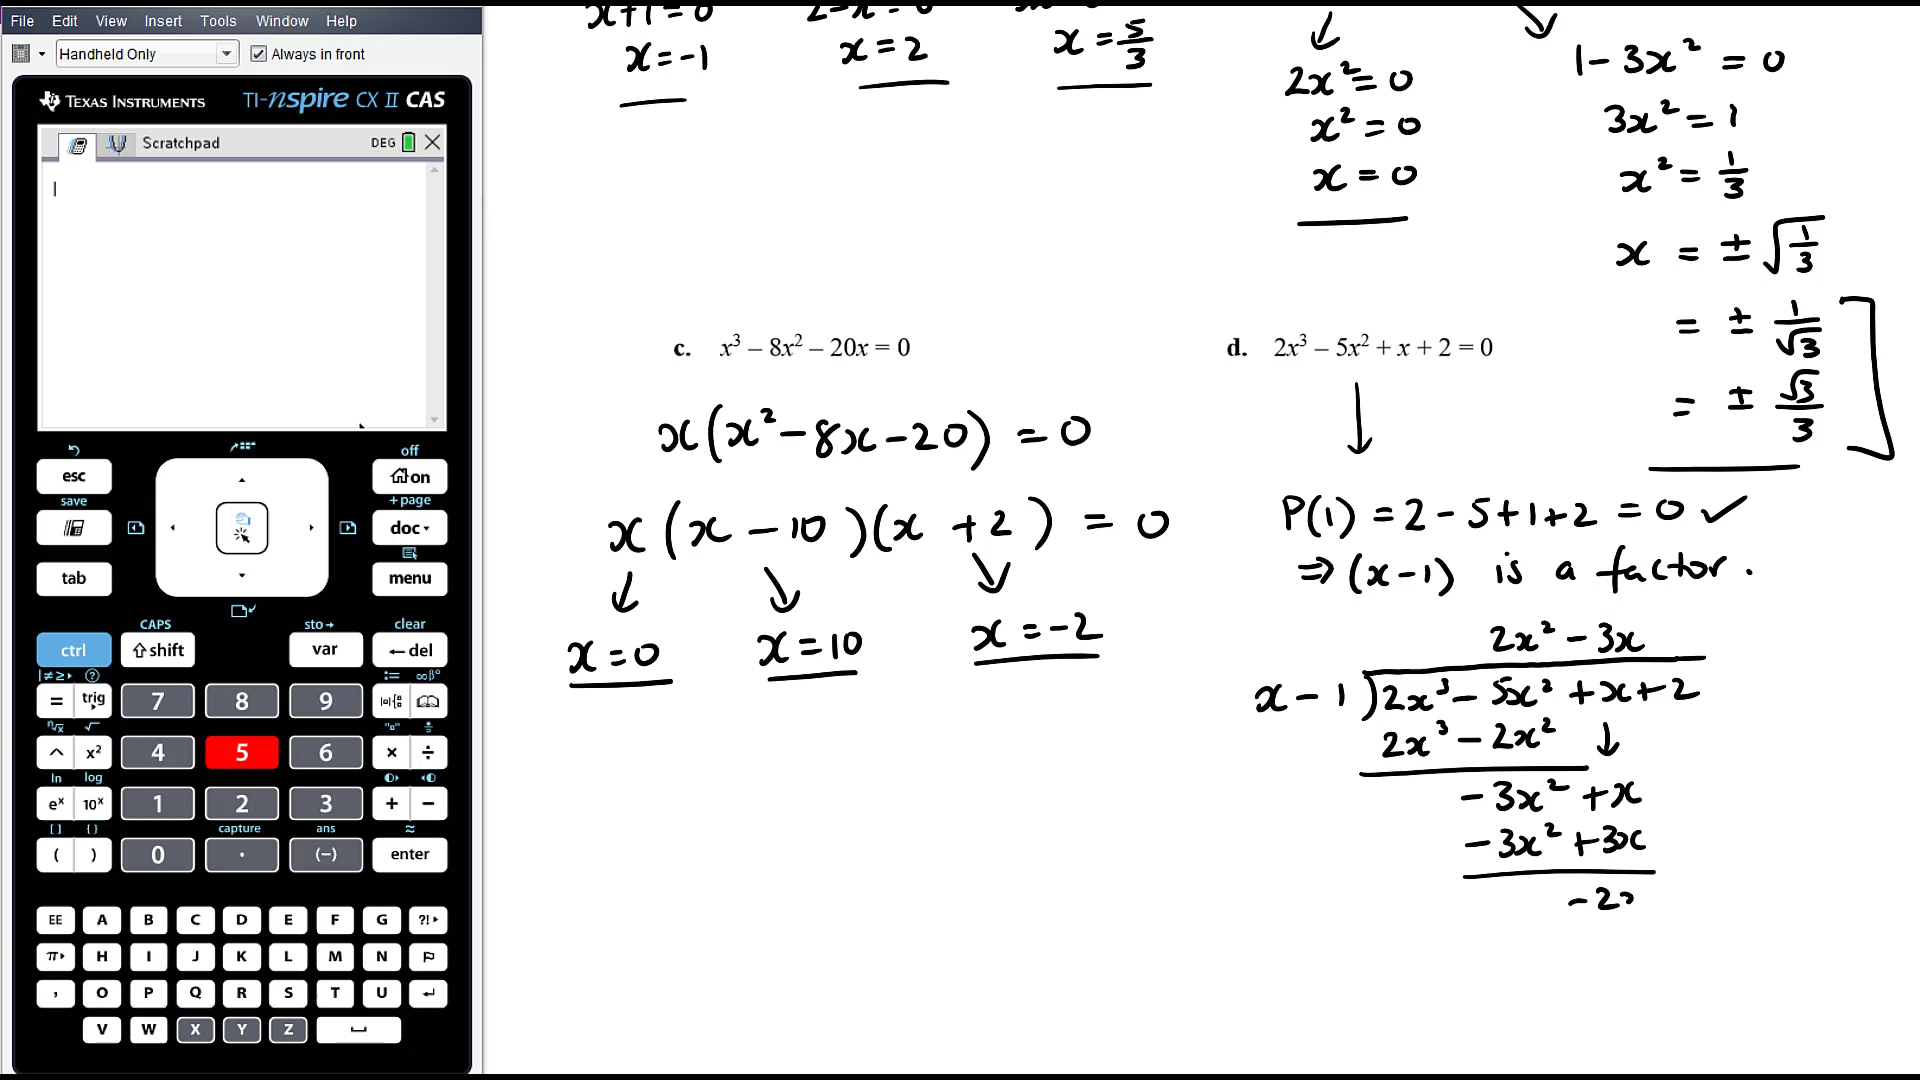 File Edit View Insert Tools Window Help
Handheld Only Always in front
TEXAS INSTRUMENTS TI-nspire CX II CAS
Scratchpad DEG
off
esc on
save + page
doc
tab menu
CAPS sto→ clear
ctrl shift var ←del
|≠≥▸ ? := ∞β°
= trig 7 8 9
ⁿ√x √
^ x² 4 5 6 × ÷
ln log
eˣ 10ˣ 1 2 3 + −
[ ] { } capture ans ≈
( ) 0 . (−) enter
EE A B C D E F G ?!▸
π▸ H I J K L M N
, O P Q R S T U ↵
V W X Y Z
x+1=0
x=-1 x=2 x=5/3
2x²=0
x²=0
x=0
1-3x²=0
3x²=1
x²=1/3
x = ±√(1/3)
= ± 1/√3
= ± √3/3
c. x³ – 8x² – 20x = 0
x(x²-8x-20) = 0
x(x-10)(x+2) = 0
x=0 x=10 x=-2
d. 2x³ – 5x² + x + 2 = 0
P(1) = 2-5+1+2 = 0 ✓
⇒ (x-1) is a factor.
2x² - 3x
x-1)2x³-5x²+x+2
2x³-2x² ↓
-3x²+x
-3x²+3x